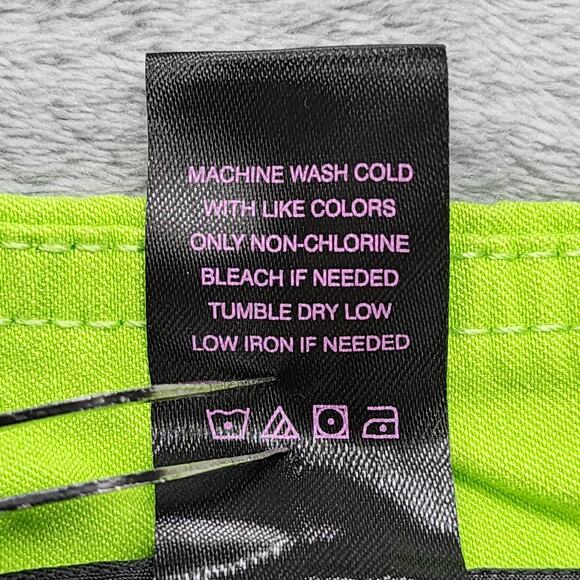 MACHINE WASH COLD
WITH LIKE COLORS
ONLY NON-CHLORINE
BLEACH IF NEEDED
TUMBLE DRY LOW
LOW IRON IF NEEDED